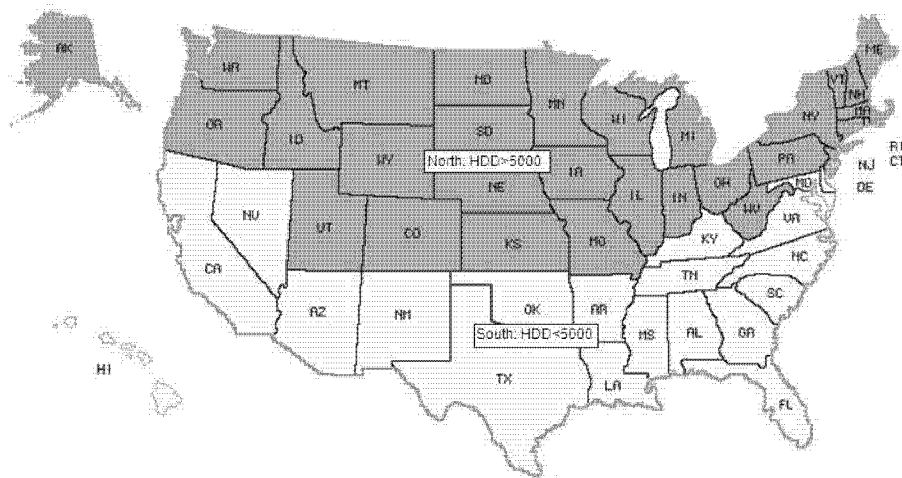 AK
WA
MT
MD
MN
ME
VT
NH
MA
OR
ID
SD
WI
MI
NY
RI
CT
WY
North: HDD>5000
IA
PA
NJ
DE
NE
IL
IN
OH
MD
NV
UT
CO
KS
MO
WV
KY
VA
CA
NC
TN
AZ
NM
OK
AR
SC
South: HDD<5000
MS
AL
GA
HI
TX
LA
FL